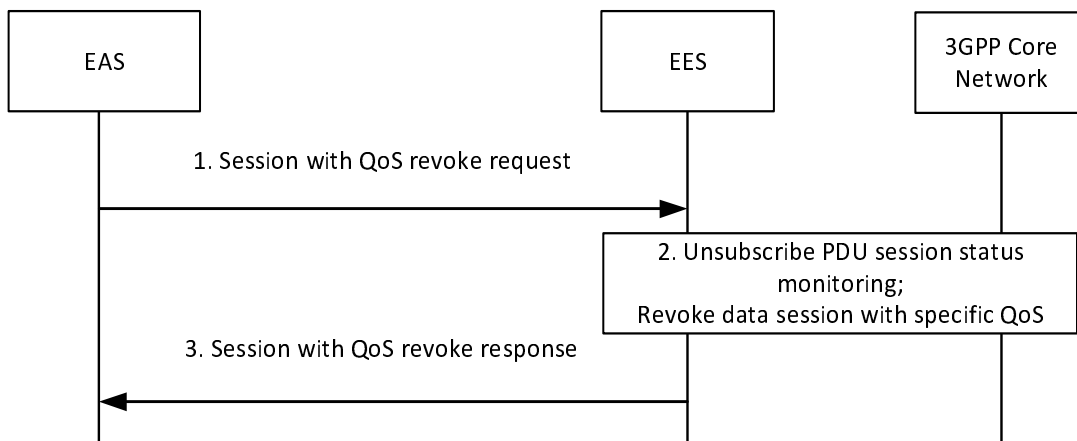 EAS
EES
3GPP Core
Network
1. Session with QoS revoke request
2. Unsubscribe PDU session status
monitoring;
Revoke data session with specific QoS
3. Session with QoS revoke response